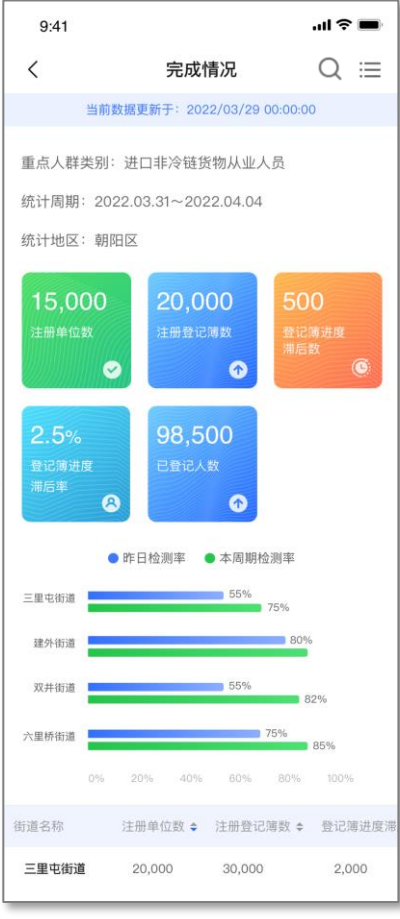 9:41
完成情况
当前数据更新于：2022/03/29 00:00:00
重点人群类别：进口非冷链货物从业人员
统计周期：2022.03.31～2022.04.04
统计地区：朝阳区
15,000
注册单位数
20,000
注册登记簿数
500
登记簿进度
滞后数
2.5%
登记簿进度
滞后率
98,500
已登记人数
昨日检测率 本周期检测率
三里屯街道 55%
75%
建外街道 80%
双井街道 55%
82%
六里桥街道 75%
85%
0% 20% 40% 60% 80% 100%
街道名称 注册单位数 注册登记簿数 登记簿进度滞
三里屯街道 20,000 30,000 2,000